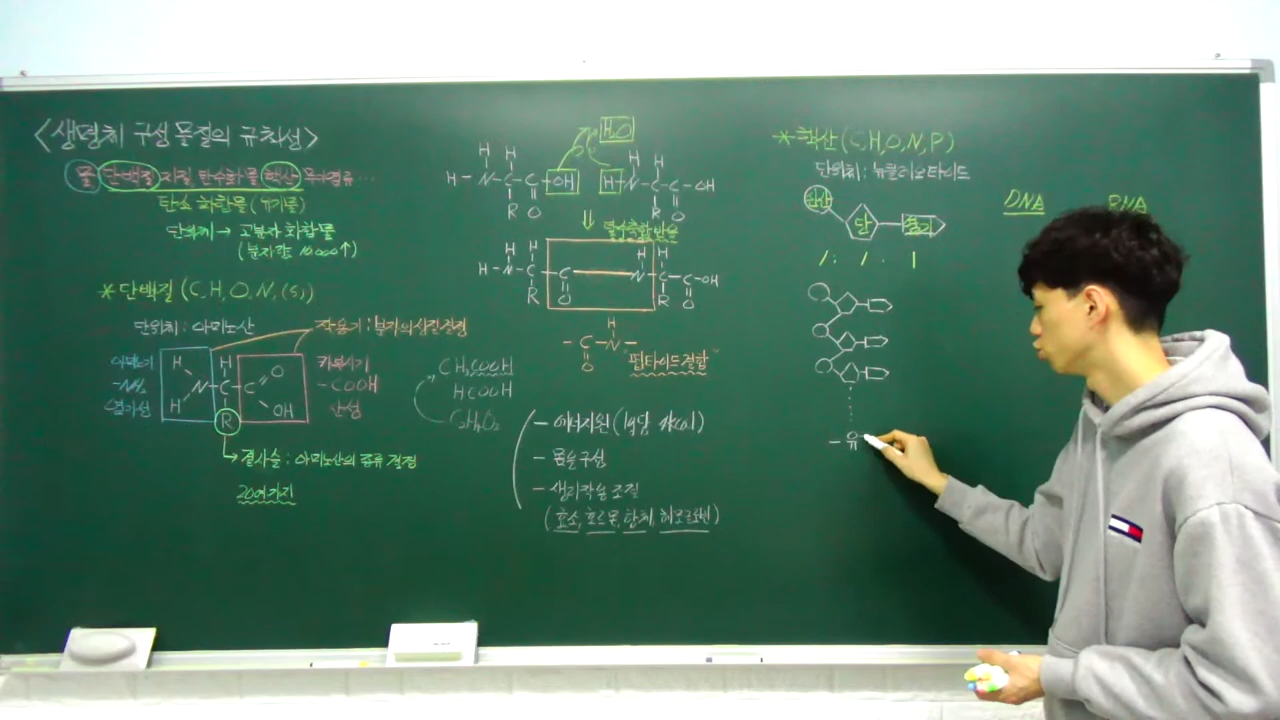 <생명체 구성 물질의 규칙성>
물 단백질 지질 탄수화물 핵산 무기염류 ...
탄소 화합물 (유기물)
단위체 → 고분자 화합물
(분자량 10000↑)
* 단백질 (C, H, O, N, (S))
단위체 : 아미노산
작용기 : 분자의 성질 결정
아미노기
-NH₂
염기성
H
H
N - C - C
H
R
O
OH
카복시기
-COOH
산성
→ 곁사슬 : 아미노산의 종류 결정
20여가지
H₂O
H H
H - N - C - C - OH
R O
H H
H - N - C - C - OH
R O
⇓ 탈수축합반응
H H
H - N - C - C - N - C - C - OH
H H
R O
R O
H
- C - N -
O
"펩타이드결합"
CH₃COOH
HCOOH
C₂H₄O₂
- 에너지원 (1g당 4kcal)
- 몸을 구성
- 생리작용 조절
(효소, 호르몬, 항체, 헤모글로빈)
* 핵산 (C, H, O, N, P)
단위체 : 뉴클레오타이드
인산
당
염기
1 : 1 : 1
DNA
RNA
- 유